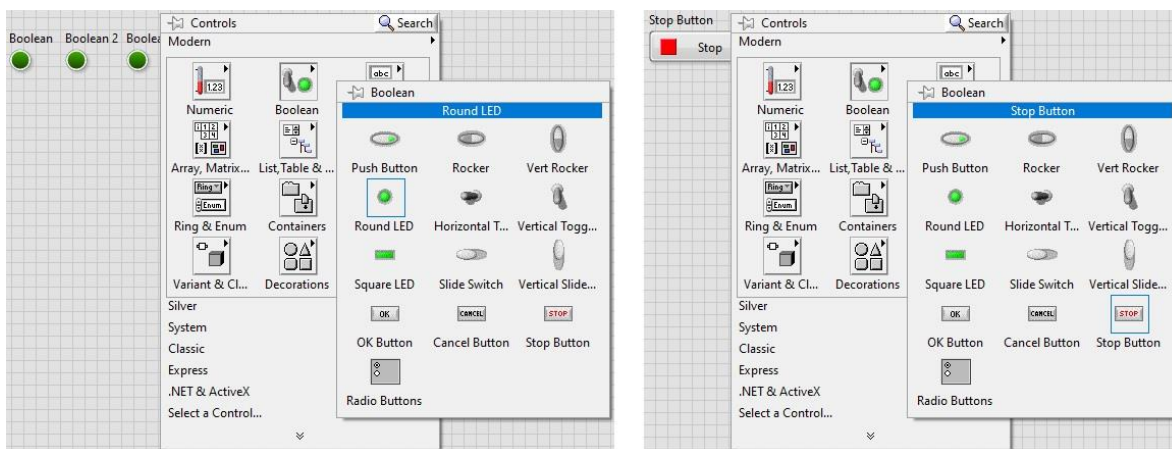 Boolean Boolean 2 Boolea
Controls Search
Modern
Numeric Boolean
Array, Matrix... List, Table & ...
Ring & Enum Containers
Variant & Cl... Decorations
Silver
System
Classic
Express
.NET & ActiveX
Select a Control...
Boolean
Round LED
Push Button Rocker Vert Rocker
Round LED Horizontal T... Vertical Togg...
Square LED Slide Switch Vertical Slide...
OK CANCEL STOP
OK Button Cancel Button Stop Button
Radio Buttons
Stop Button
Stop
Controls Search
Modern
Numeric Boolean
Array, Matrix... List, Table & ...
Ring & Enum Containers
Variant & Cl... Decorations
Silver
System
Classic
Express
.NET & ActiveX
Select a Control...
Boolean
Stop Button
Push Button Rocker Vert Rocker
Round LED Horizontal T... Vertical Togg...
Square LED Slide Switch Vertical Slide...
OK CANCEL STOP
OK Button Cancel Button Stop Button
Radio Buttons